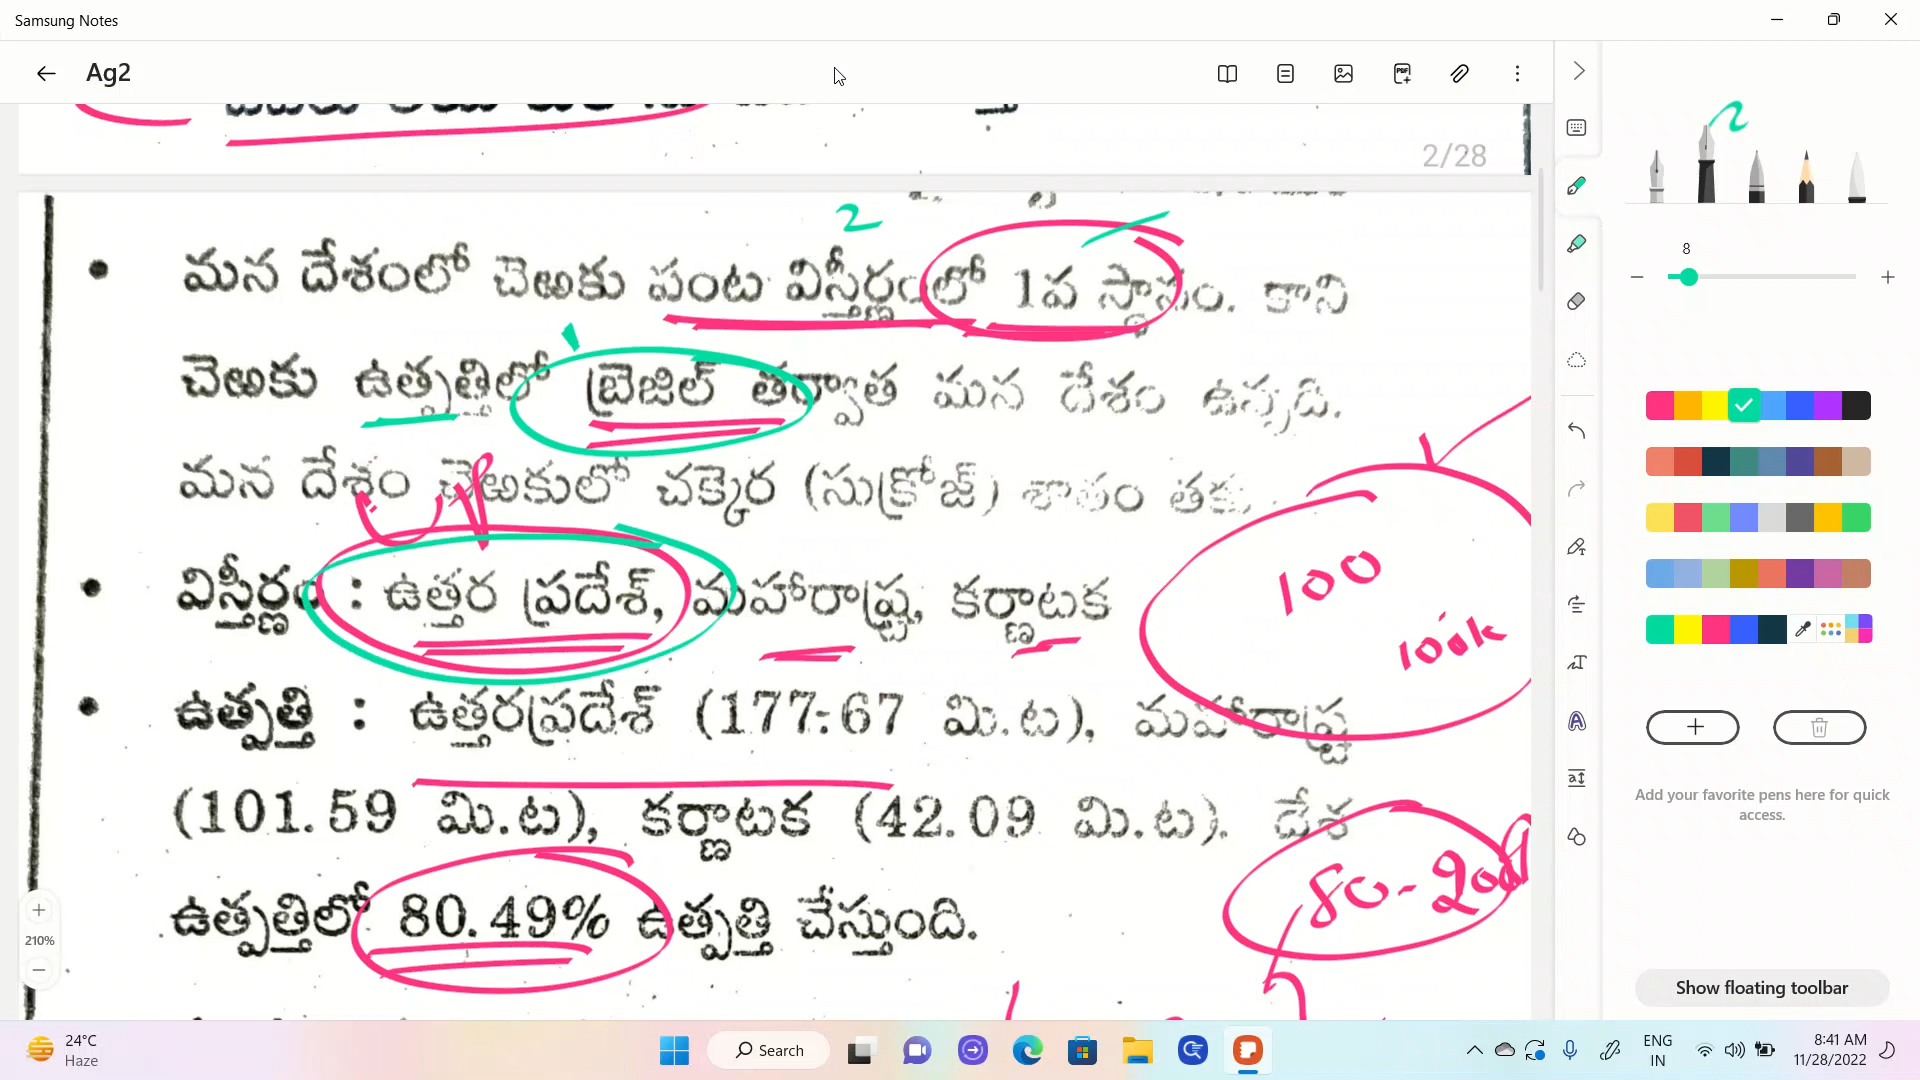 Samsung Notes
Ag2
2/28
2
మన దేశంలో చెఱకు పంట విస్తీర్ణంలో 1వ స్థానం. కాని
చెఱకు ఉత్పత్తిలో బ్రెజిల్ తర్వాత మన దేశం ఉన్నది.
మన దేశం చెఱకులో చక్కెర (సుక్రోజ్) శాతం తక్కు
విస్తీర్ణం : ఉత్తర ప్రదేశ్, మహారాష్ట్ర, కర్ణాటక
100
100k
ఉత్పత్తి : ఉత్తరప్రదేశ్ (177.67 మి.ట), మహారాష్ట్ర
(101.59 మి.ట), కర్ణాటక (42.09 మి.ట). దేశ
80-200
ఉత్పత్తిలో 80.49% ఉత్పత్తి చేస్తుంది.
210%
8
Add your favorite pens here for quick
access.
Show floating toolbar
24°C
Haze
Search
ENG
IN
8:41 AM
11/28/2022